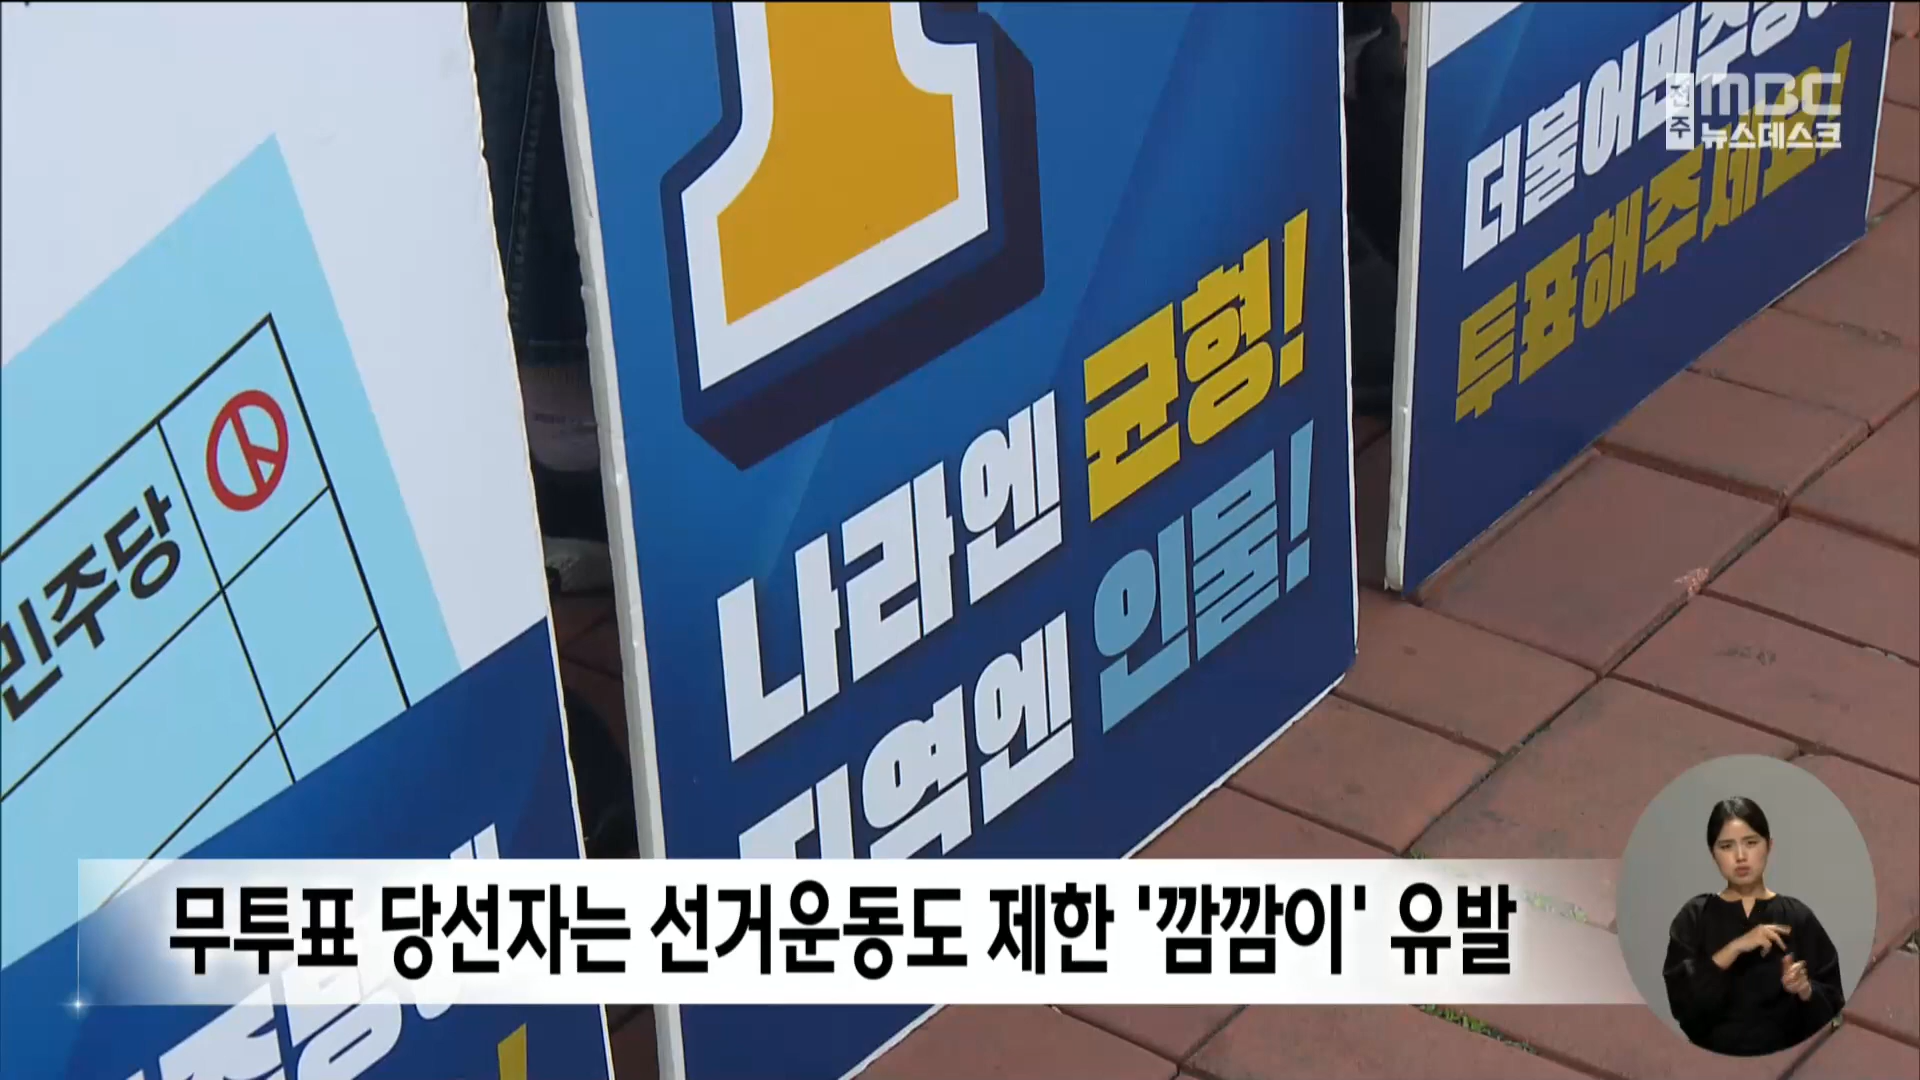 전주 MBC
뉴스데스크
더불어민주당에
투표해주세요!
1
나라엔 균형!
지역엔 인물!
민주당
무투표 당선자는 선거운동도 제한 '깜깜이' 유발